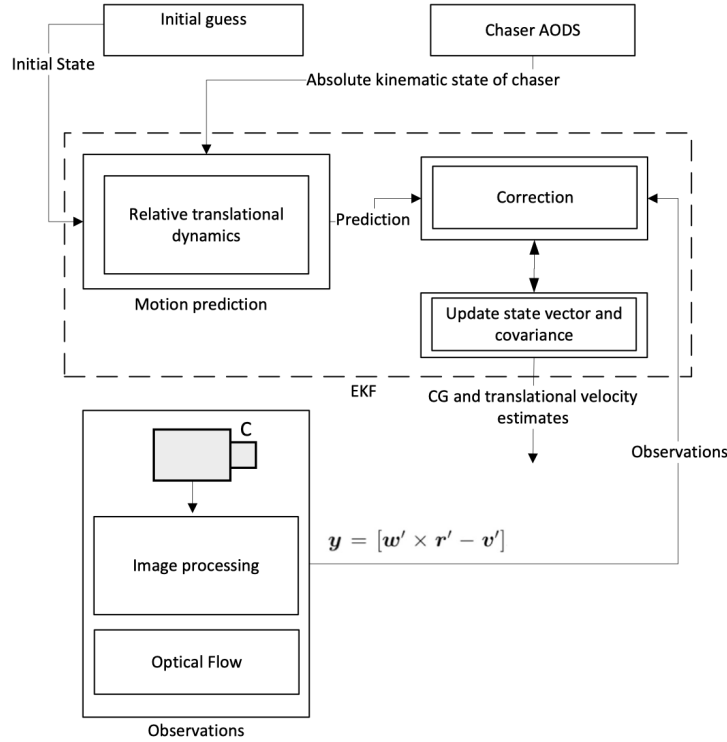 Initial guess
Chaser AODS
Initial State
Absolute kinematic state of chaser
Relative translational
dynamics
Prediction
Correction
Motion prediction
Update state vector and
covariance
EKF
CG and translational velocity
estimates
C
Observations
y = [w′ × r′ − v′]
Image processing
Optical Flow
Observations